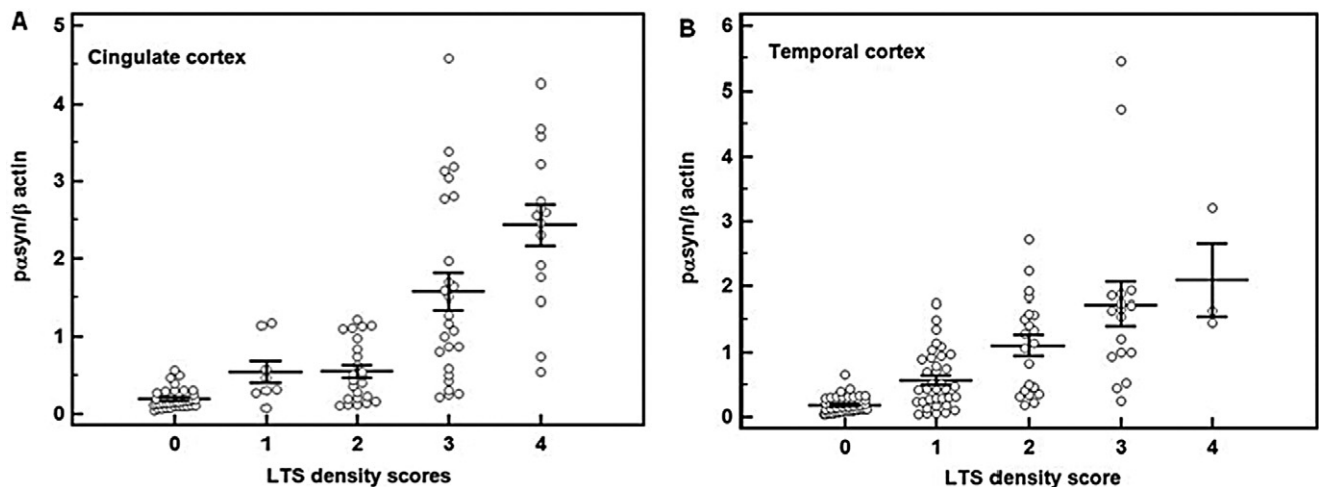 A
Cingulate cortex
pαsyn/β actin
5
4
3
2
1
0
0 1 2 3 4
LTS density scores
B
Temporal cortex
pαsyn/β actin
6
5
4
3
2
1
0
0 1 2 3 4
LTS density score